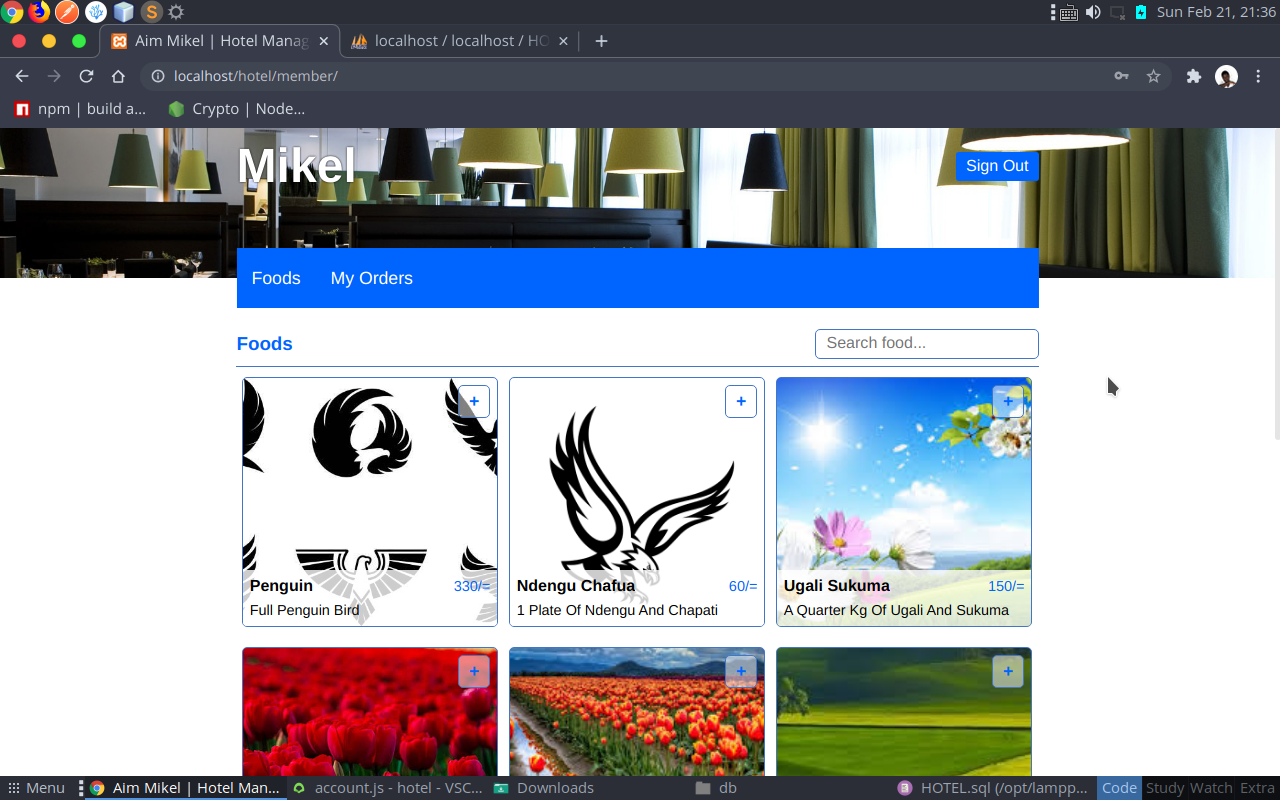 Sun Feb 21, 21:36
Aim Mikel | Hotel Manag
localhost / localhost / HO
localhost/hotel/member/
npm | build a...
Crypto | Node...
Mikel
Sign Out
Foods
My Orders
Foods
Search food...
+
+
+
Penguin
330/=
Full Penguin Bird
Ndengu Chafua
60/=
1 Plate Of Ndengu And Chapati
Ugali Sukuma
150/=
A Quarter Kg Of Ugali And Sukuma
+
+
+
Menu
Aim Mikel | Hotel Man...
account.js - hotel - VSC...
Downloads
db
HOTEL.sql (/opt/lampp...
Code
Study
Watch
Extra